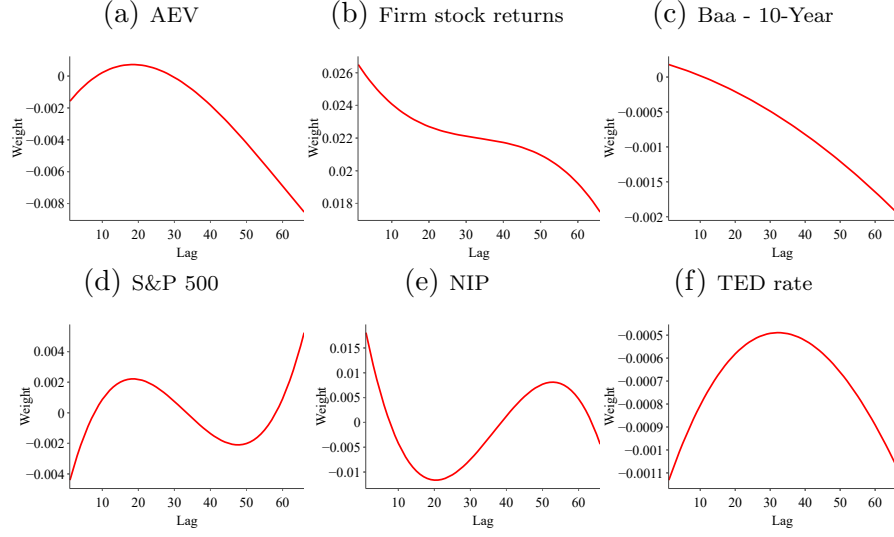 (a) AEV
0
−0.002
−0.004
−0.006
−0.008
Weight
10 20 30 40 50 60
Lag
(b) Firm stock returns
0.026
0.024
0.022
0.02
0.018
Weight
10 20 30 40 50 60
Lag
(c) Baa - 10-Year
0
−0.0005
−0.001
−0.0015
−0.002
Weight
10 20 30 40 50 60
Lag
(d) S&P 500
0.004
0.002
0
−0.002
−0.004
Weight
10 20 30 40 50 60
Lag
(e) NIP
0.015
0.01
0.005
0
−0.005
−0.01
Weight
10 20 30 40 50 60
Lag
(f) TED rate
−0.0005
−0.0006
−0.0007
−0.0008
−0.0009
−0.001
−0.0011
Weight
10 20 30 40 50 60
Lag